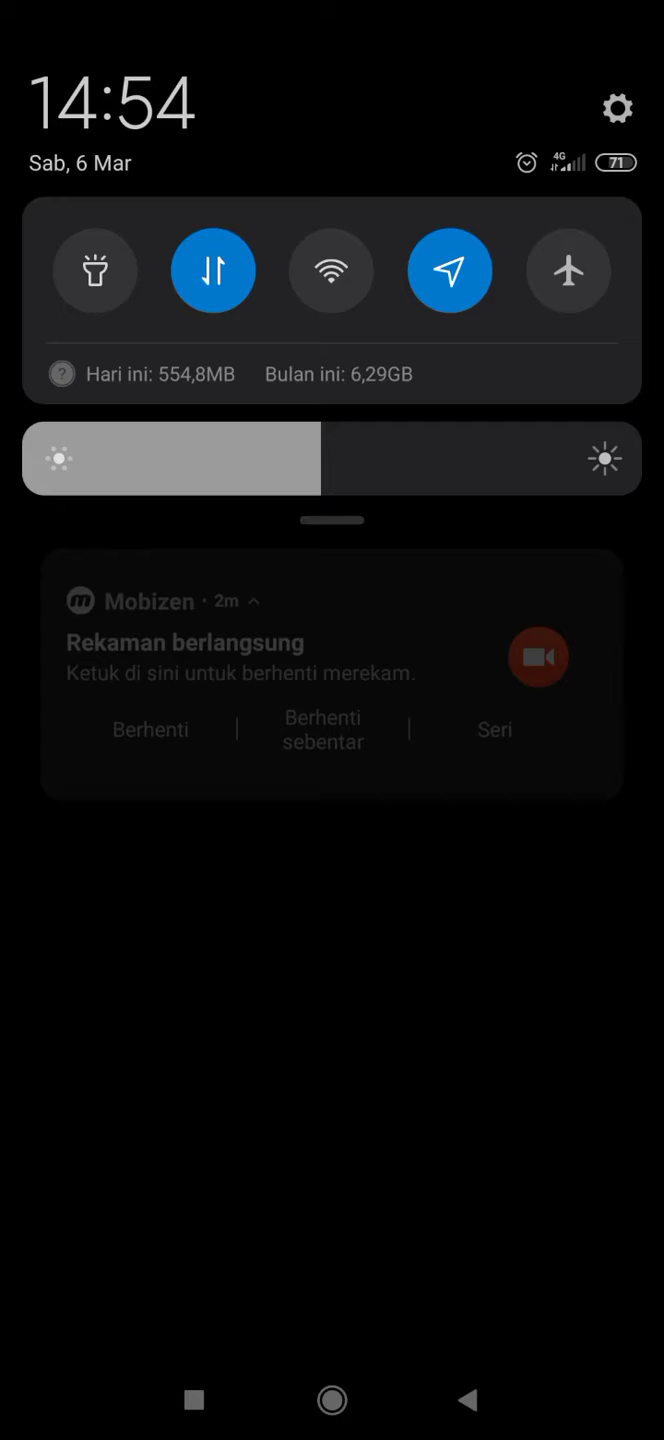 14:54
Sab, 6 Mar
4G
71
Hari ini: 554,8MB Bulan ini: 6,29GB
Mobizen · 2m
Rekaman berlangsung
Ketuk di sini untuk berhenti merekam.
Berhenti | Berhenti sebentar | Seri